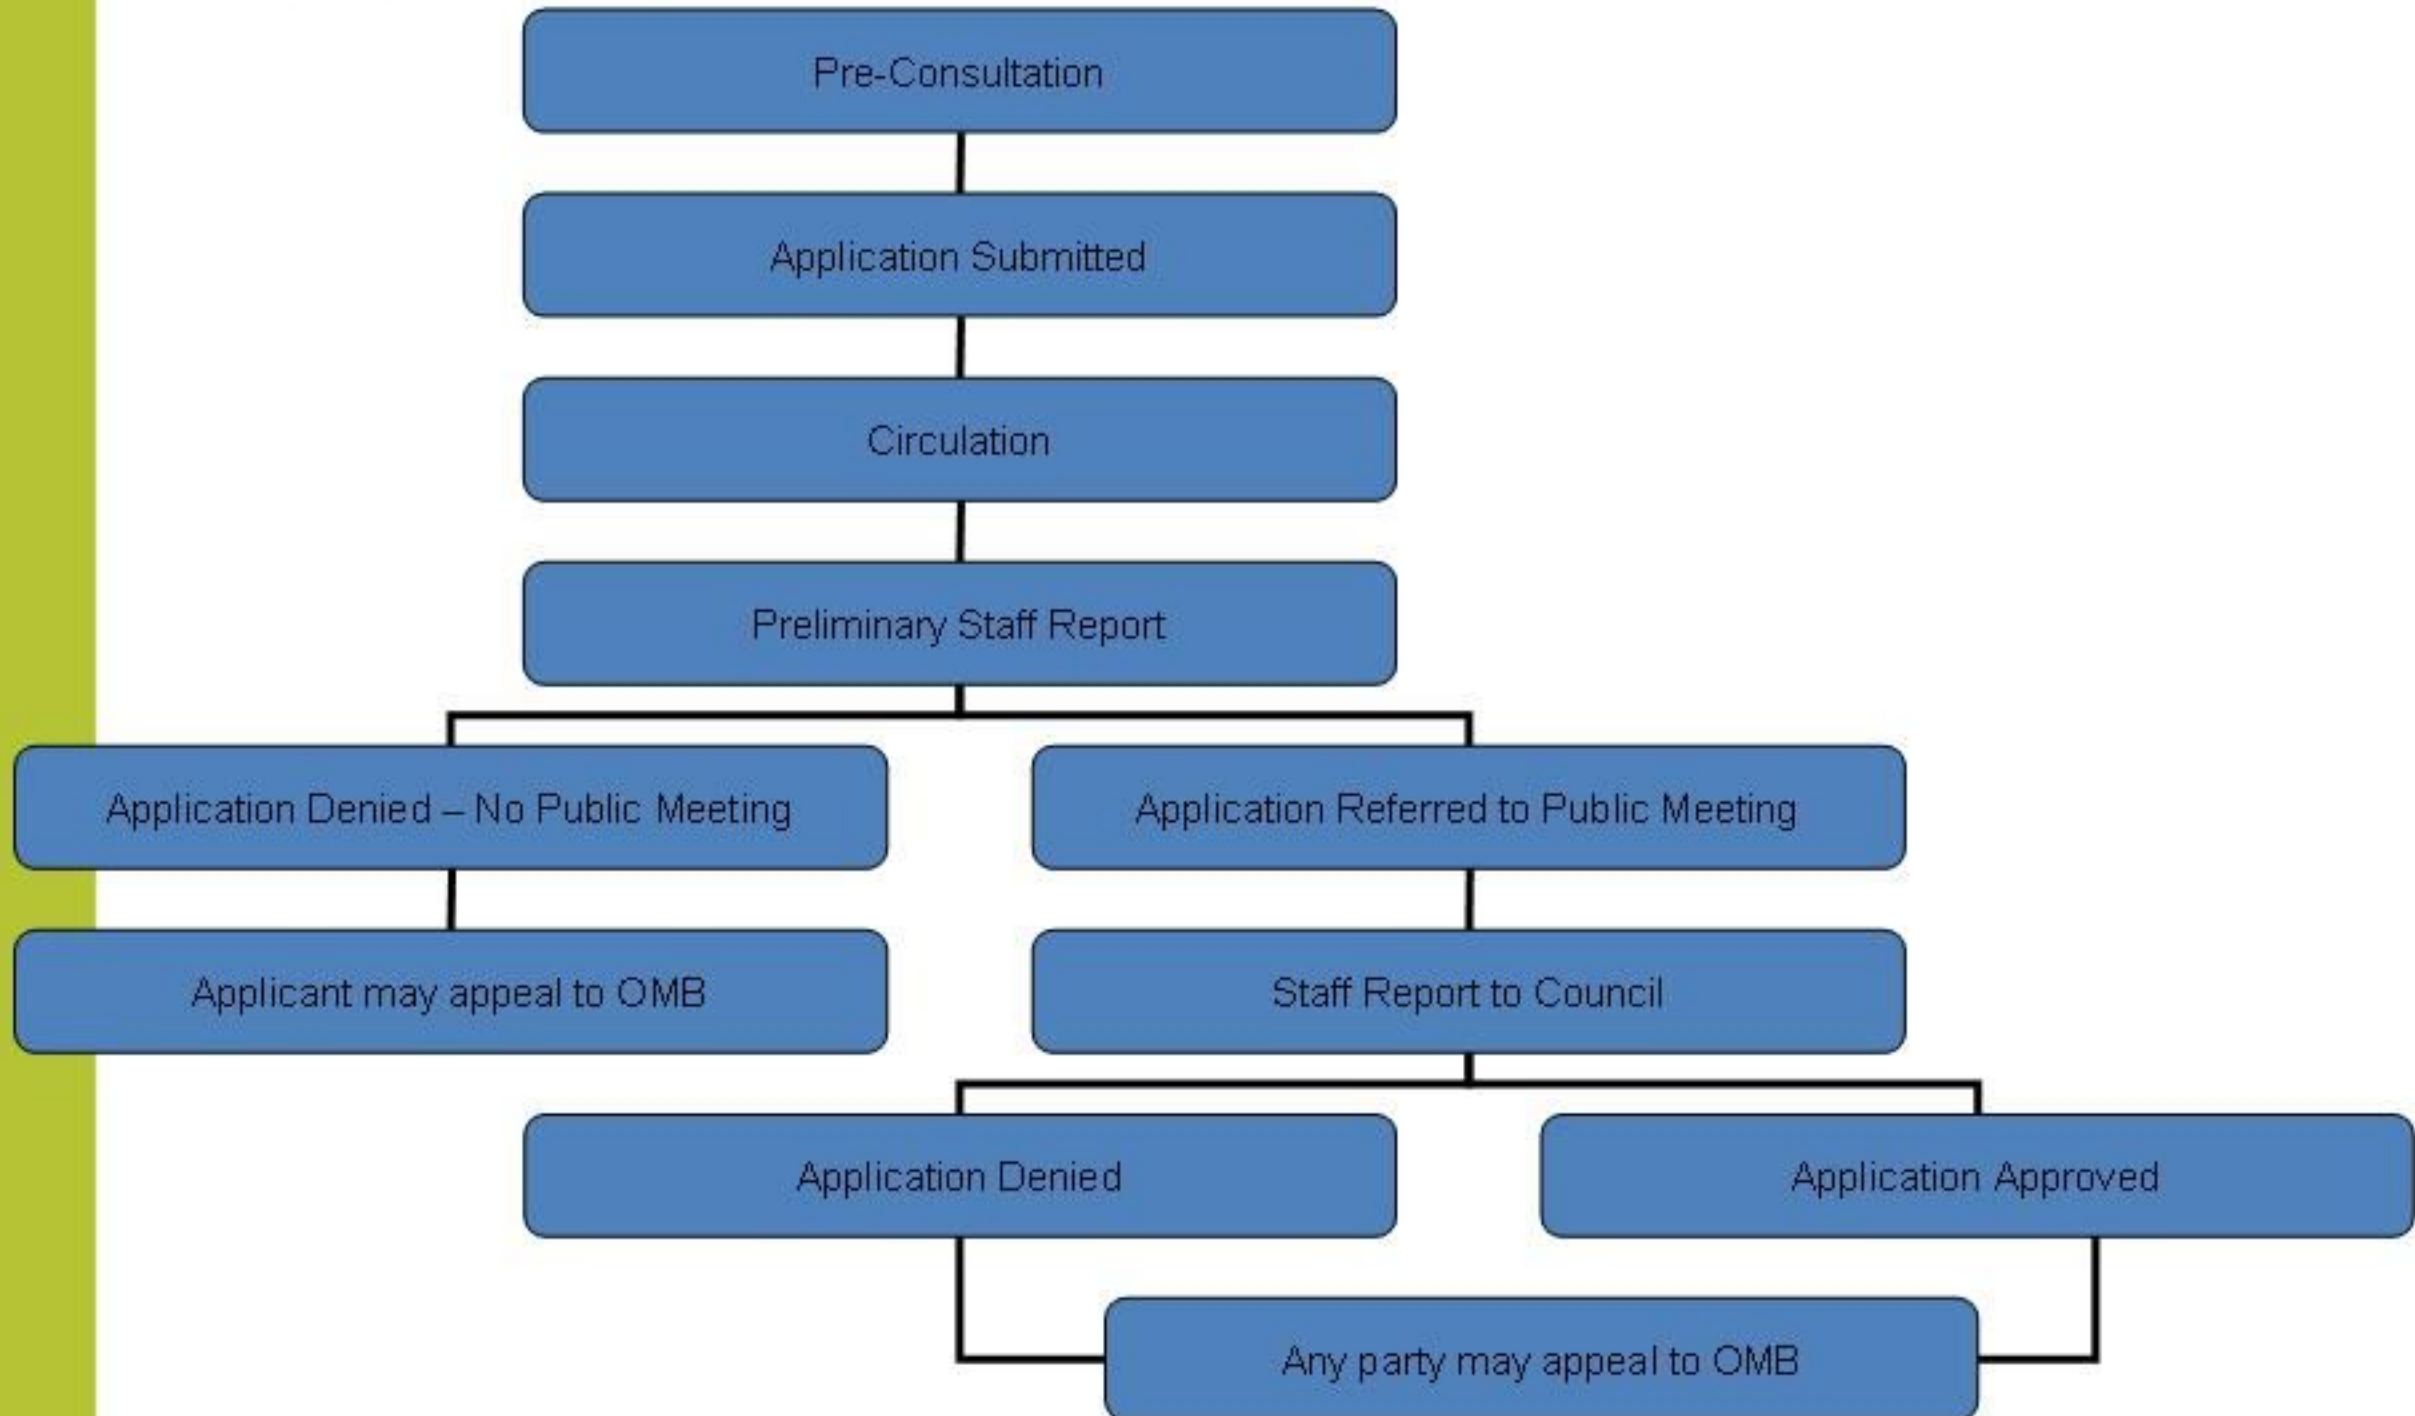 Pre-Consultation
Application Submitted
Circulation
Preliminary Staff Report
Application Denied – No Public Meeting
Application Referred to Public Meeting
Applicant may appeal to OMB
Staff Report to Council
Application Denied
Application Approved
Any party may appeal to OMB